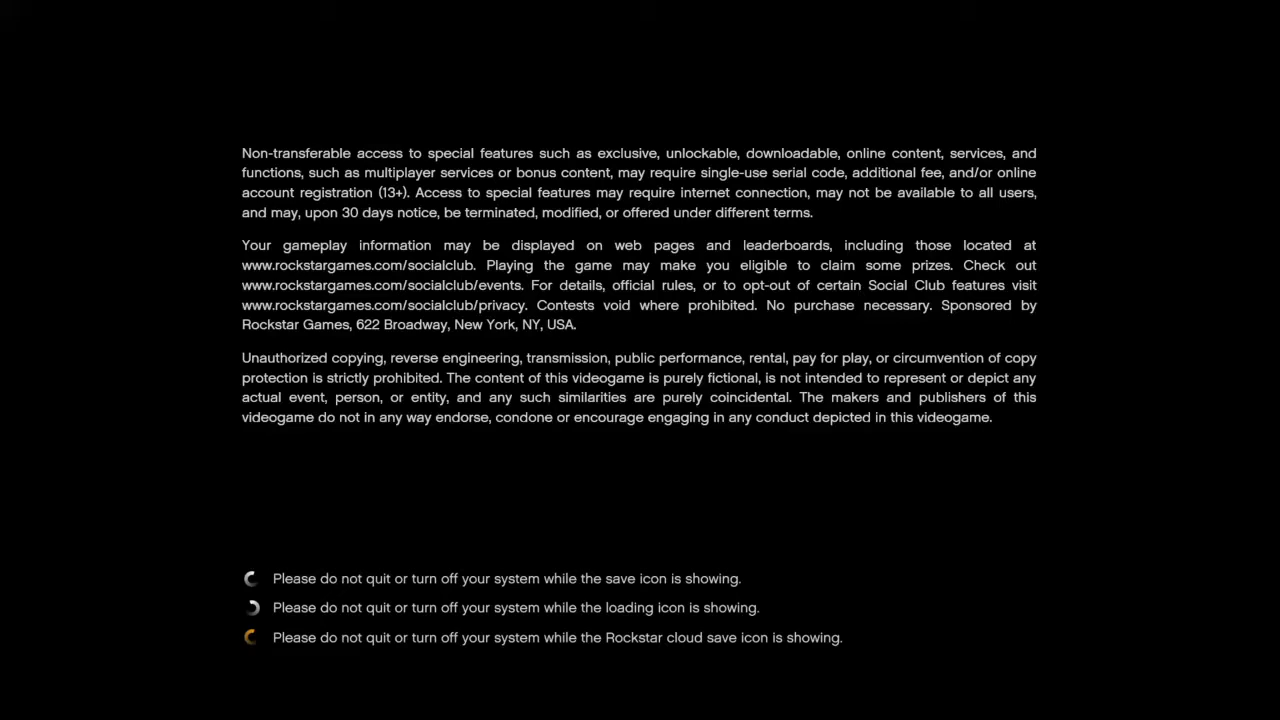 Non-transferable access to special features such as exclusive, unlockable, downloadable, online content, services, and
functions, such as multiplayer services or bonus content, may require single-use serial code, additional fee, and/or online
account registration (13+). Access to special features may require internet connection, may not be available to all users,
and may, upon 30 days notice, be terminated, modified, or offered under different terms.
Your gameplay information may be displayed on web pages and leaderboards, including those located at
www.rockstargames.com/socialclub. Playing the game may make you eligible to claim some prizes. Check out
www.rockstargames.com/socialclub/events. For details, official rules, or to opt-out of certain Social Club features visit
www.rockstargames.com/socialclub/privacy. Contests void where prohibited. No purchase necessary. Sponsored by
Rockstar Games, 622 Broadway, New York, NY, USA.
Unauthorized copying, reverse engineering, transmission, public performance, rental, pay for play, or circumvention of copy
protection is strictly prohibited. The content of this videogame is purely fictional, is not intended to represent or depict any
actual event, person, or entity, and any such similarities are purely coincidental. The makers and publishers of this
videogame do not in any way endorse, condone or encourage engaging in any conduct depicted in this videogame.
Please do not quit or turn off your system while the save icon is showing.
Please do not quit or turn off your system while the loading icon is showing.
Please do not quit or turn off your system while the Rockstar cloud save icon is showing.